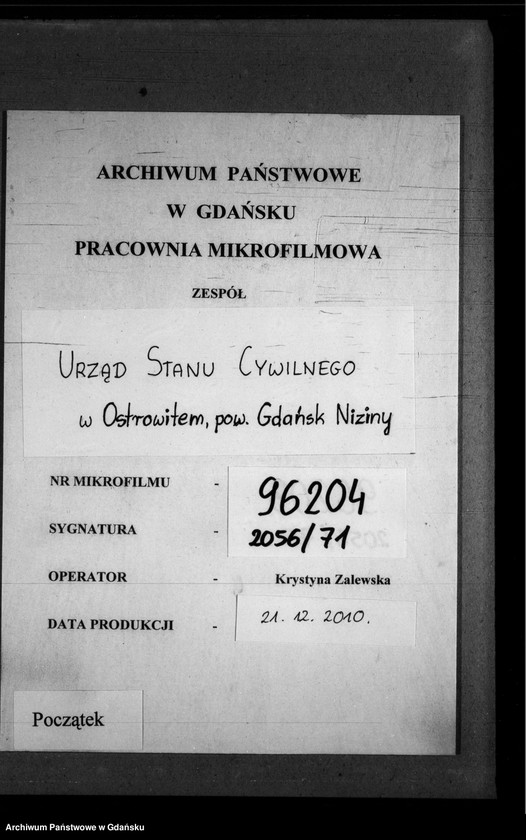 ARCHIWUM PAŃSTWOWE
W GDAŃSKU
PRACOWNIA MIKROFILMOWA
ZESPÓŁ
URZĄD STANU CYWILNEGO
w Ostrowitem, pow. Gdańsk Niziny
NR MIKROFILMU - 96204
SYGNATURA - 2056/71
OPERATOR - Krystyna Zalewska
DATA PRODUKCJI - 21. 12. 2010.
Początek
Archiwum Państwowe w Gdańsku